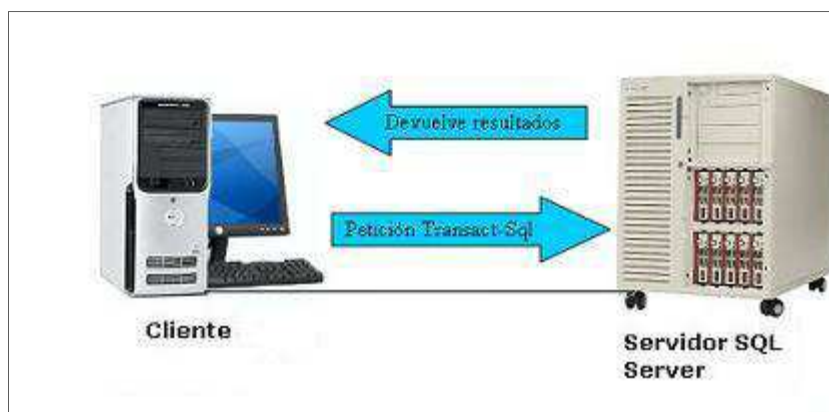 Devuelve resultados
Petición Transact-Sql
Cliente
Servidor SQL
Server